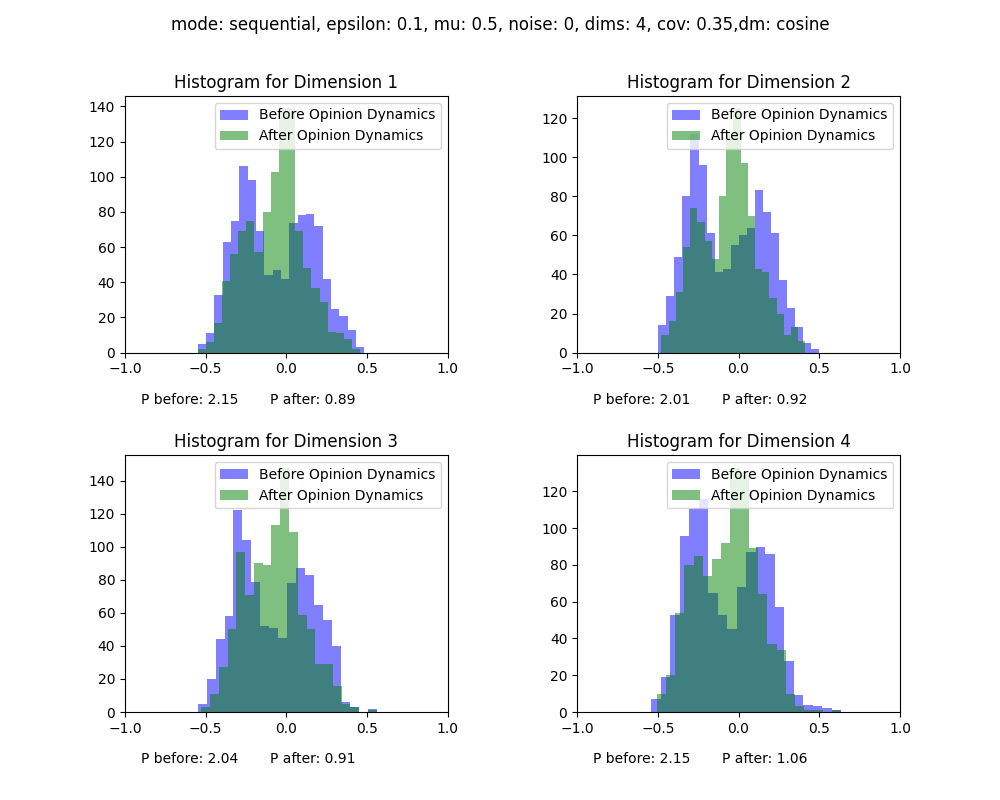 mode: sequential, epsilon: 0.1, mu: 0.5, noise: 0, dims: 4, cov: 0.35,dm: cosine
Histogram for Dimension 1
Before Opinion Dynamics
After Opinion Dynamics
140
120
100
80
60
40
20
0
−1.0 −0.5 0.0 0.5 1.0
P before: 2.15 P after: 0.89
Histogram for Dimension 2
Before Opinion Dynamics
After Opinion Dynamics
120
100
80
60
40
20
0
−1.0 −0.5 0.0 0.5 1.0
P before: 2.01 P after: 0.92
Histogram for Dimension 3
Before Opinion Dynamics
After Opinion Dynamics
140
120
100
80
60
40
20
0
−1.0 −0.5 0.0 0.5 1.0
P before: 2.04 P after: 0.91
Histogram for Dimension 4
Before Opinion Dynamics
After Opinion Dynamics
120
100
80
60
40
20
0
−1.0 −0.5 0.0 0.5 1.0
P before: 2.15 P after: 1.06